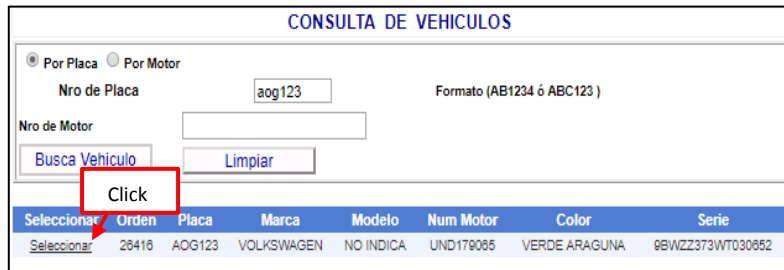 CONSULTA DE VEHICULOS
Por Placa Por Motor
Nro de Placa aog123 Formato (AB1234 ó ABC123 )
Nro de Motor
Busca Vehiculo Limpiar
Click
Seleccionar Orden Placa Marca Modelo Num Motor Color Serie
Seleccionar 26416 AOG123 VOLKSWAGEN NO INDICA UND179065 VERDE ARAGUNA 9BWZZ373WT030652